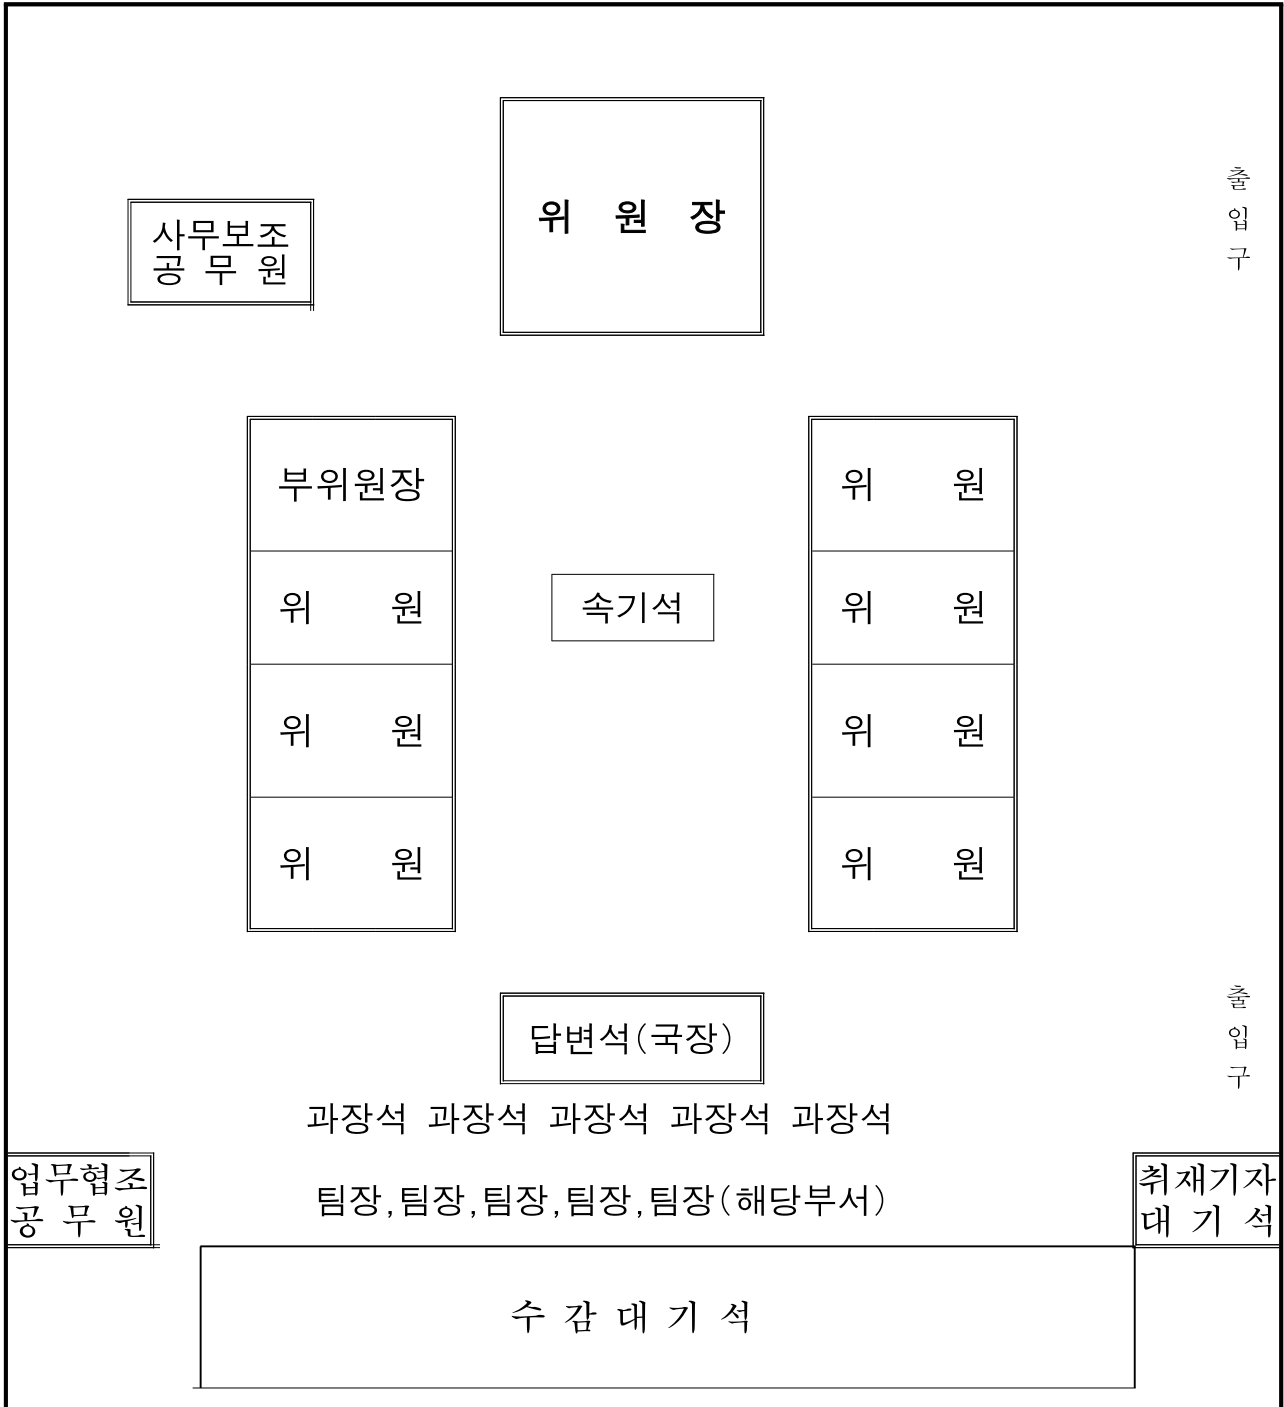 위 원 장
사무보조
공 무 원
출
입
구
부위원장
위 원
위 원
위 원
속기석
위 원
위 원
위 원
위 원
답변석(국장)
출
입
구
과장석 과장석 과장석 과장석 과장석
업무협조
공 무 원
팀장,팀장,팀장,팀장,팀장(해당부서)
취재기자
대 기 석
수 감 대 기 석